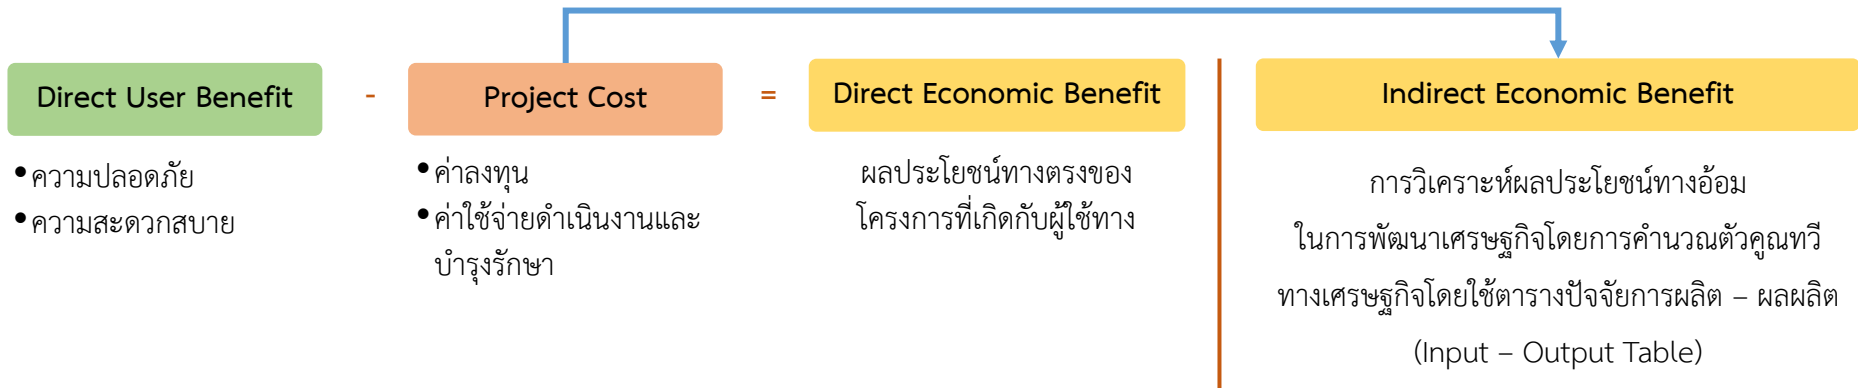 Direct User Benefit
-
Project Cost
=
Direct Economic Benefit
Indirect Economic Benefit
•ความปลอดภัย
•ความสะดวกสบาย
•ค่าลงทุน
•ค่าใช้จ่ายดำเนินงานและ
บำรุงรักษา
ผลประโยชน์ทางตรงของ
โครงการที่เกิดกับผู้ใช้ทาง
การวิเคราะห์ผลประโยชน์ทางอ้อม
ในการพัฒนาเศรษฐกิจโดยการคำนวณตัวคูณทวี
ทางเศรษฐกิจโดยใช้ตารางปัจจัยการผลิต – ผลผลิต
(Input – Output Table)